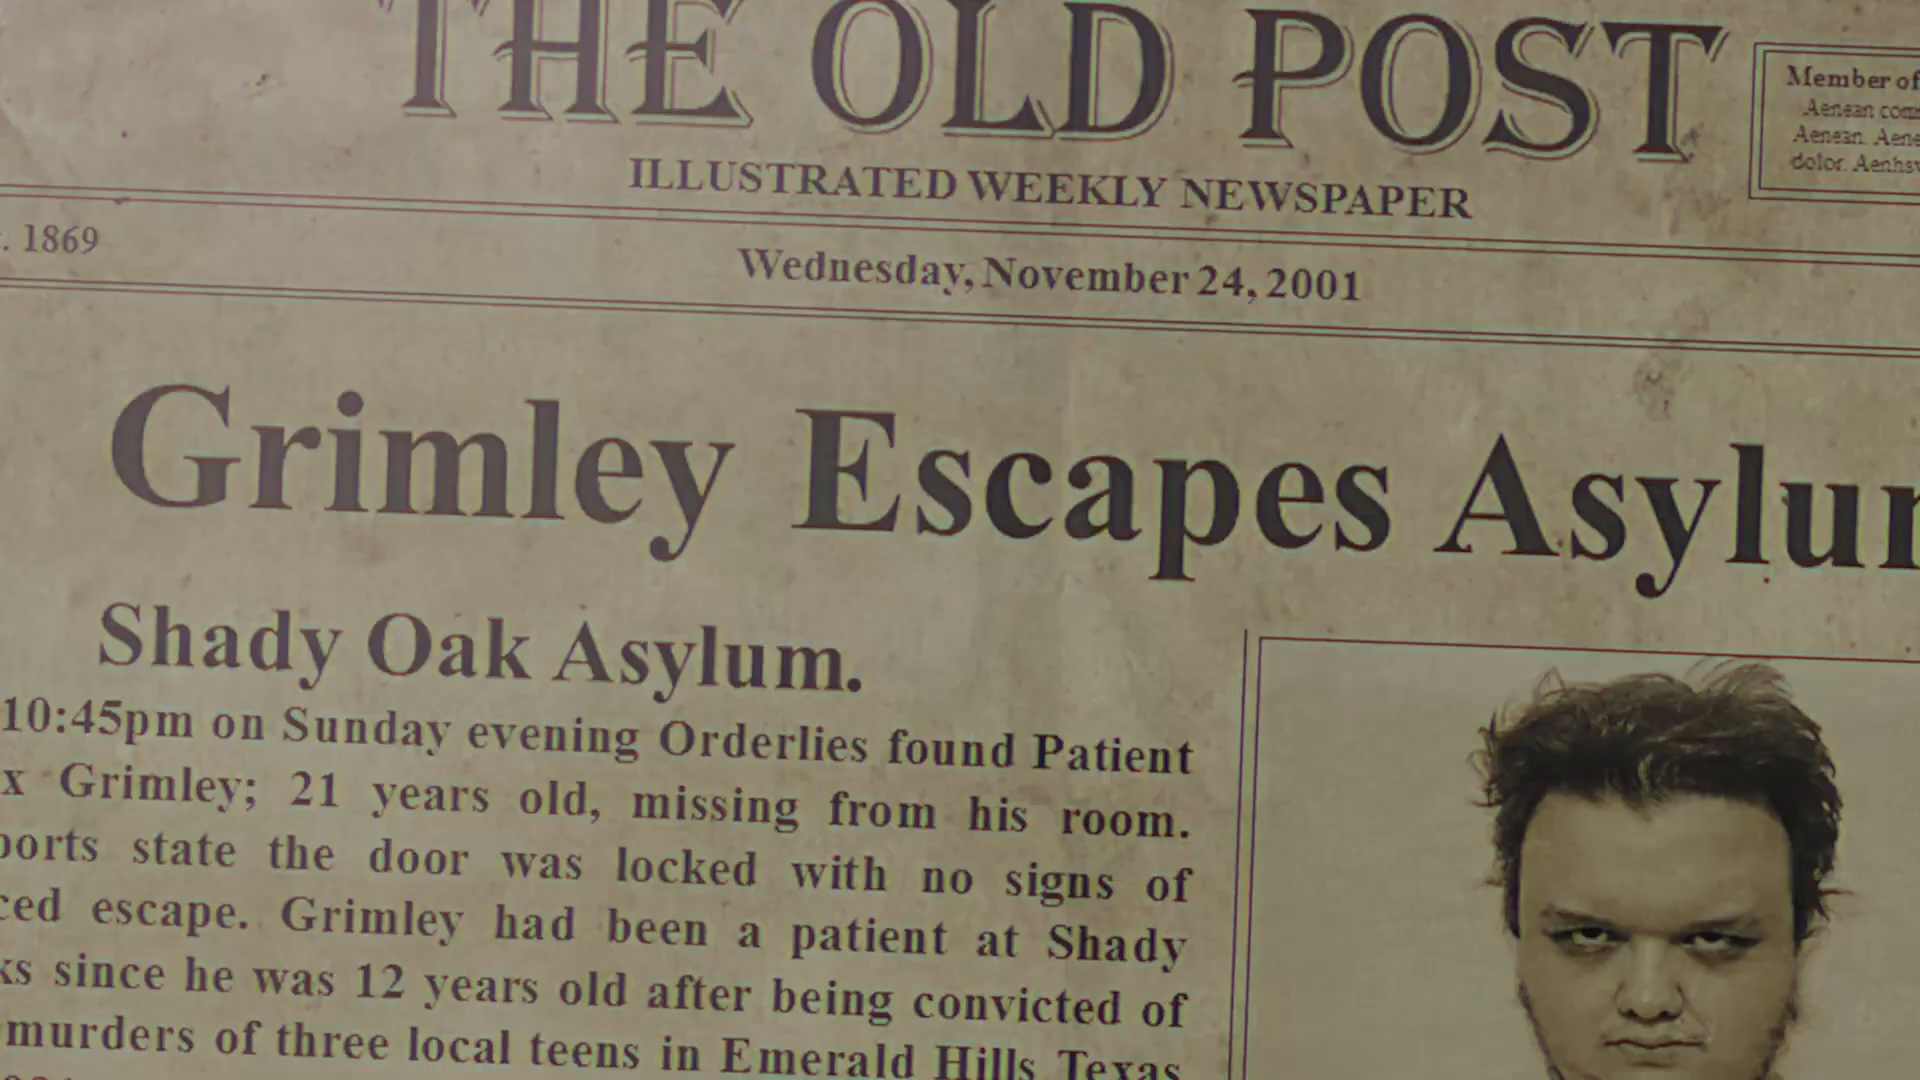 THE OLD POST
Member of
Aenean com
Aenean. Aene
dolor. Aenhsv
ILLUSTRATED WEEKLY NEWSPAPER
. 1869
Wednesday, November 24, 2001
Grimley Escapes Asylum
Shady Oak Asylum.
10:45pm on Sunday evening Orderlies found Patient
x Grimley; 21 years old, missing from his room.
ports state the door was locked with no signs of
ced escape. Grimley had been a patient at Shady
ks since he was 12 years old after being convicted of
murders of three local teens in Emerald Hills Texas